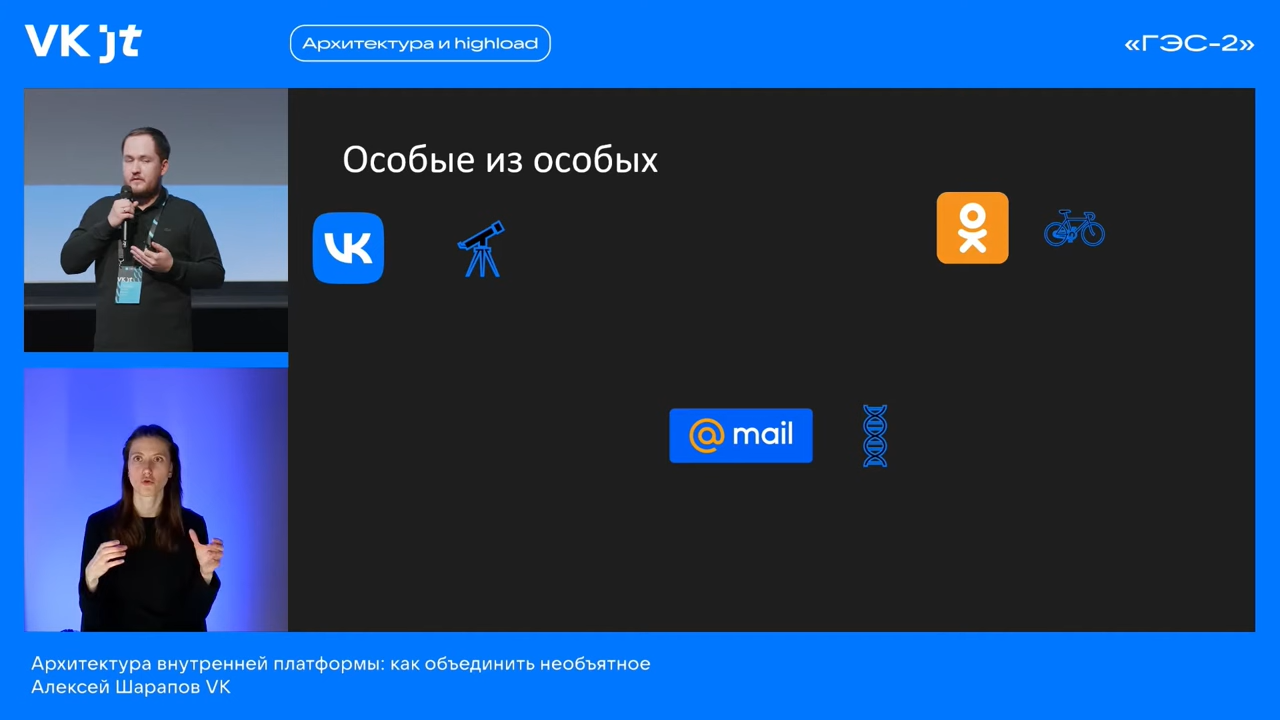 VK jt
Архитектура и highload
«ГЭС-2»
Особые из особых
VK
@ mail
Архитектура внутренней платформы: как объединить необъятное
Алексей Шарапов VK